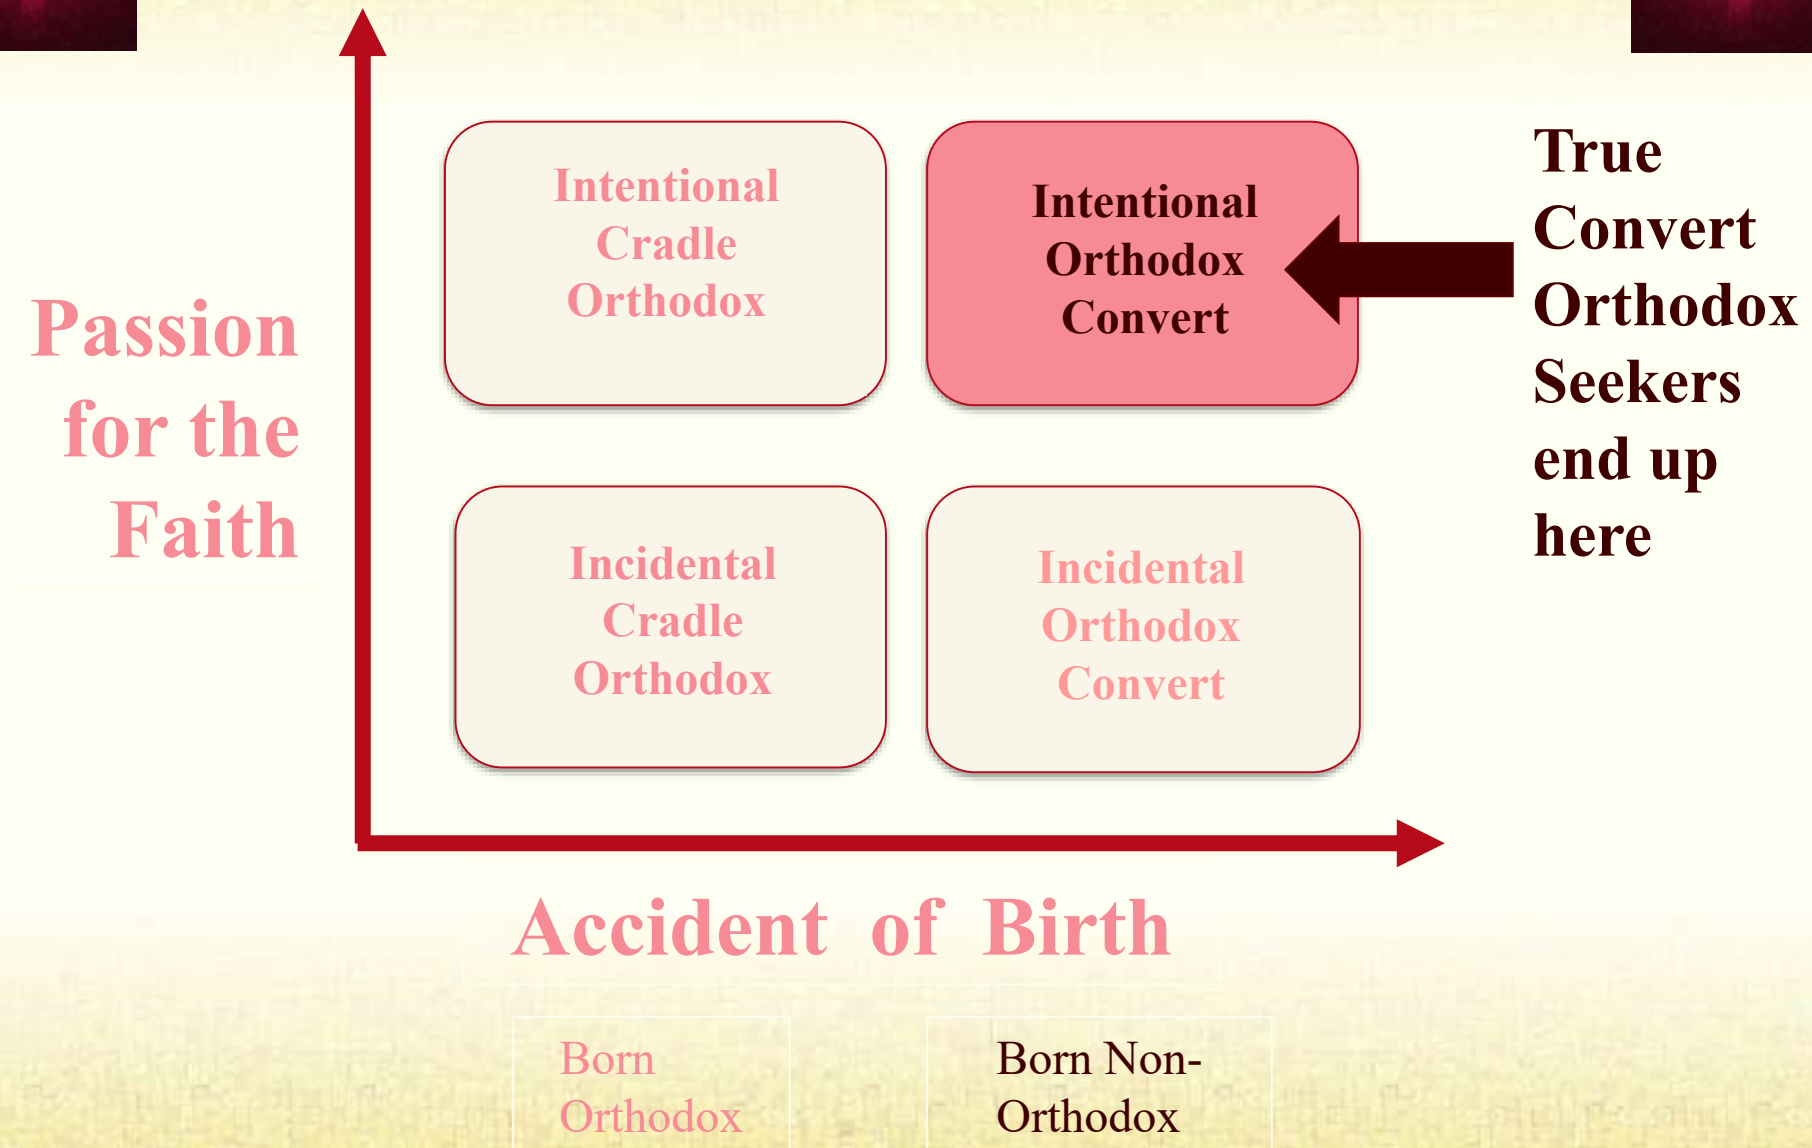 Passion
for the
Faith
Intentional
Cradle
Orthodox
Intentional
Orthodox
Convert
True
Convert
Orthodox
Seekers
end up
here
Incidental
Cradle
Orthodox
Incidental
Orthodox
Convert
Accident of Birth
Born
Orthodox
Born Non-
Orthodox